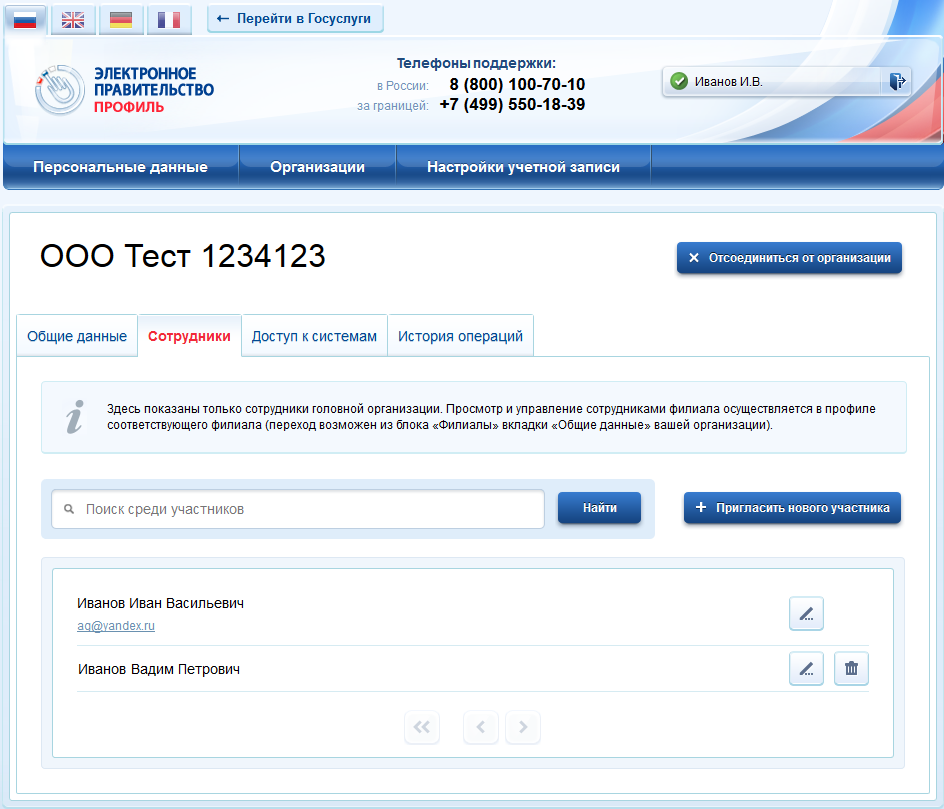 ← Перейти в Госуслуги
ЭЛЕКТРОННОЕ
ПРАВИТЕЛЬСТВО
ПРОФИЛЬ
Телефоны поддержки:
в России: 8 (800) 100-70-10
за границей: +7 (499) 550-18-39
Иванов И.В.
Персональные данные Организации Настройки учетной записи
ООО Тест 1234123
Отсоединиться от организации
Общие данные Сотрудники Доступ к системам История операций
Здесь показаны только сотрудники головной организации. Просмотр и управление сотрудниками филиала осуществляется в профиле
соответствующего филиала (переход возможен из блока «Филиалы» вкладки «Общие данные» вашей организации).
Поиск среди участников Найти + Пригласить нового участника
Иванов Иван Васильевич
aq@yandex.ru
Иванов Вадим Петрович